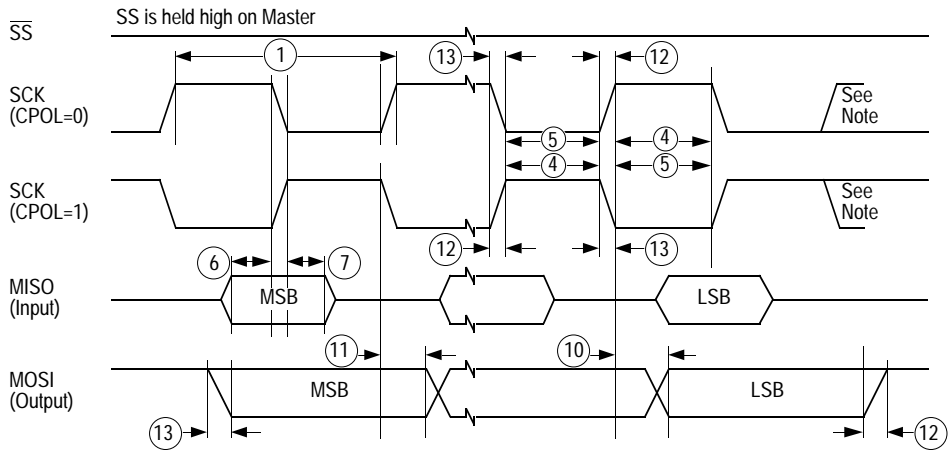 SS is held high on Master
SS
1
13
12
SCK
(CPOL=0)
See
Note
5
4
4
5
SCK
(CPOL=1)
See
Note
12
13
6
7
MISO
(Input)
MSB
LSB
11
10
MOSI
(Output)
MSB
LSB
13
12